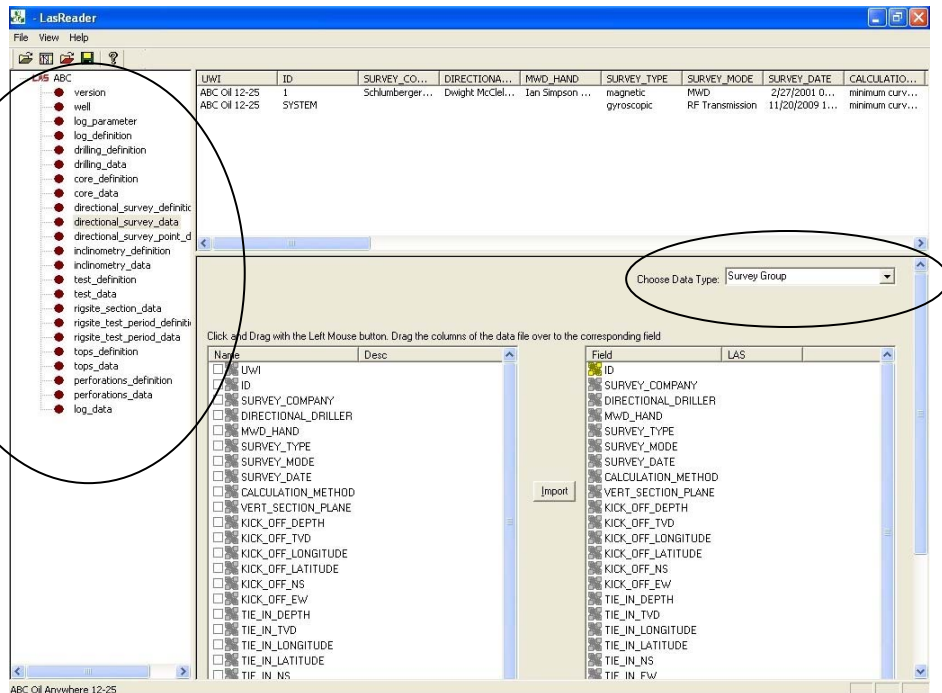 - LasReader
File View Help
LAS ABC
version
well
log_parameter
log_definition
drilling_definition
drilling_data
core_definition
core_data
directional_survey_definitic
directional_survey_data
directional_survey_point_d
inclinometry_definition
inclinometry_data
test_definition
test_data
rigsite_section_data
rigsite_test_period_definiti
rigsite_test_period_data
tops_definition
tops_data
perforations_definition
perforations_data
log_data
UWI ID SURVEY_CO... DIRECTIONA... MWD_HAND SURVEY_TYPE SURVEY_MODE SURVEY_DATE CALCULATIO...
ABC Oil 12-25 1 Schlumberger... Dwight McClel... Ian Simpson ... magnetic MWD 2/27/2001 0... minimum curv...
ABC Oil 12-25 SYSTEM gyroscopic RF Transmission 11/20/2009 1... minimum curv...
Choose Data Type: Survey Group
Click and Drag with the Left Mouse button. Drag the columns of the data file over to the corresponding field
Name Desc
UWI
ID
SURVEY_COMPANY
DIRECTIONAL_DRILLER
MWD_HAND
SURVEY_TYPE
SURVEY_MODE
SURVEY_DATE
CALCULATION_METHOD
VERT_SECTION_PLANE
KICK_OFF_DEPTH
KICK_OFF_TVD
KICK_OFF_LONGITUDE
KICK_OFF_LATITUDE
KICK_OFF_NS
KICK_OFF_EW
TIE_IN_DEPTH
TIE_IN_TVD
TIE_IN_LONGITUDE
TIE_IN_LATITUDE
TIE_IN_NS
Import
Field LAS
ID
SURVEY_COMPANY
DIRECTIONAL_DRILLER
MWD_HAND
SURVEY_TYPE
SURVEY_MODE
SURVEY_DATE
CALCULATION_METHOD
VERT_SECTION_PLANE
KICK_OFF_DEPTH
KICK_OFF_TVD
KICK_OFF_LONGITUDE
KICK_OFF_LATITUDE
KICK_OFF_NS
KICK_OFF_EW
TIE_IN_DEPTH
TIE_IN_TVD
TIE_IN_LONGITUDE
TIE_IN_LATITUDE
TIE_IN_NS
TIE_IN_EW
ABC Oil Anywhere 12-25